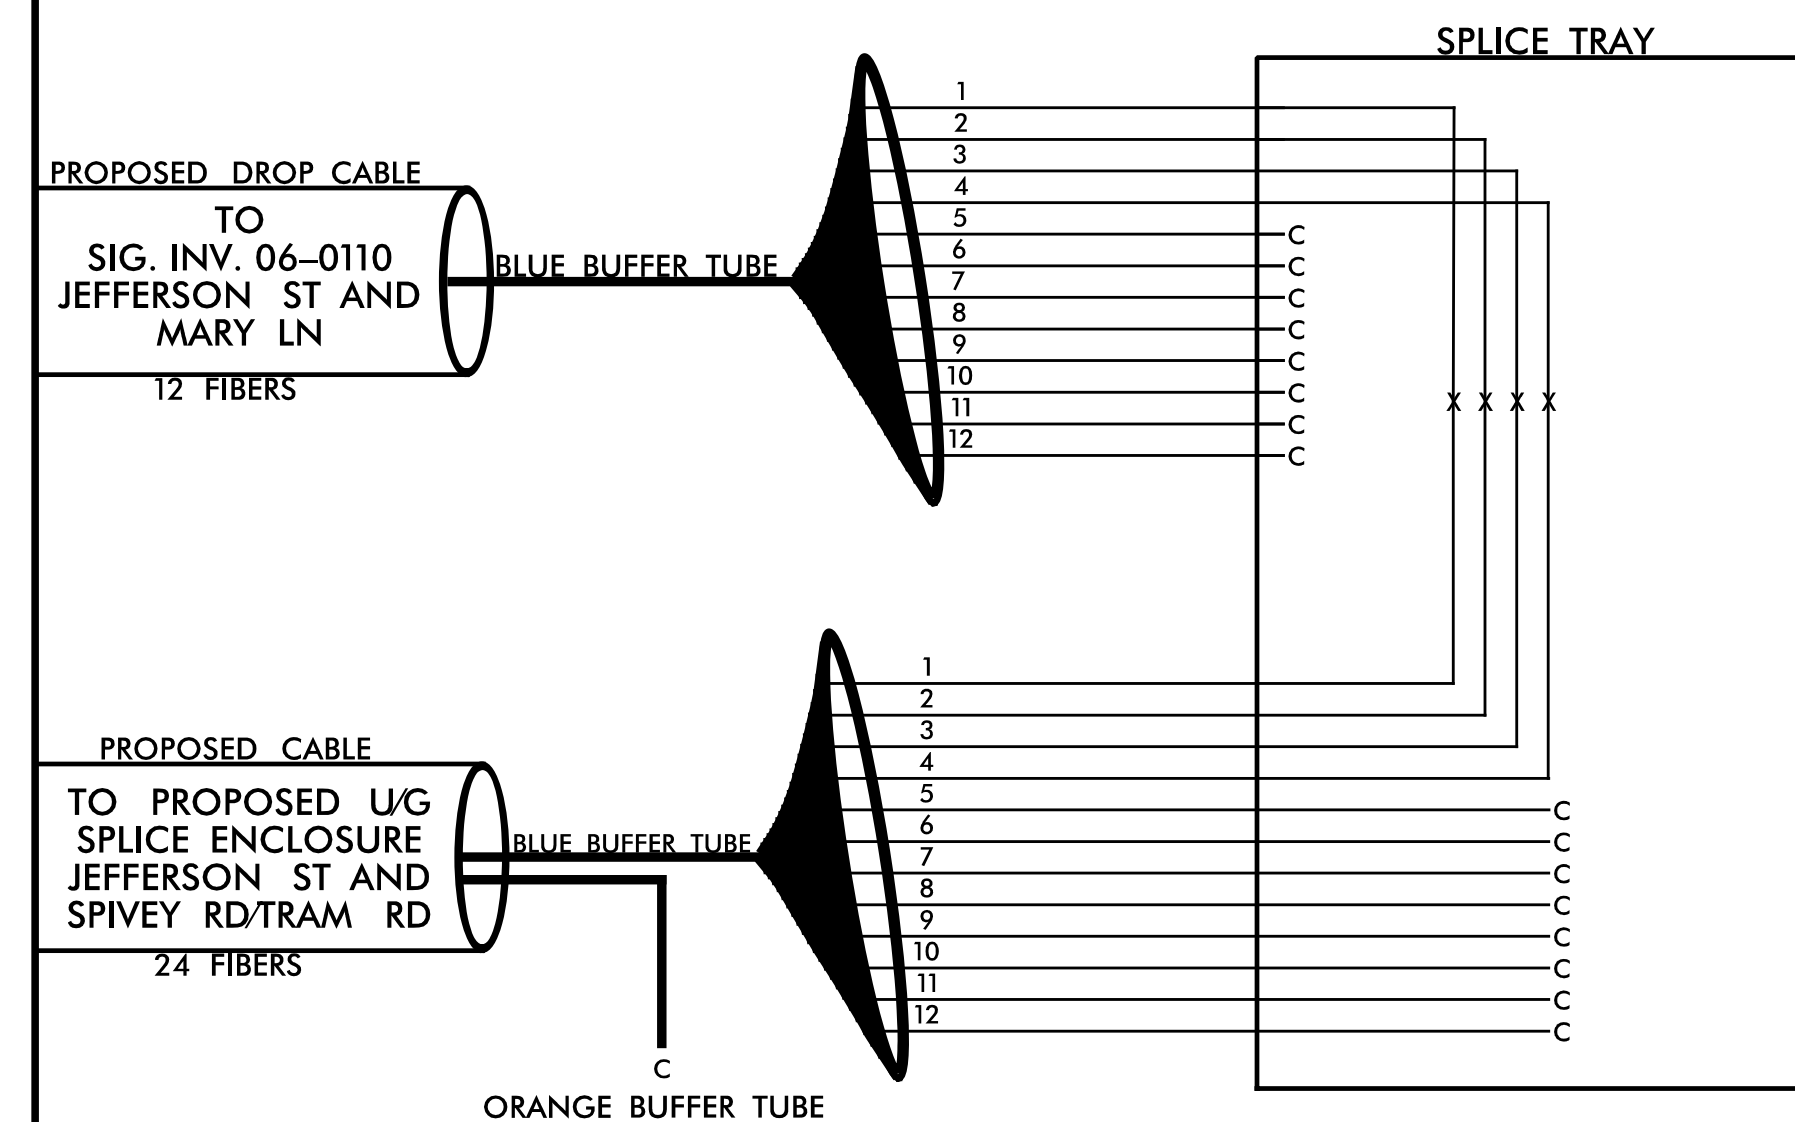 SPLICE TRAY
PROPOSED DROP CABLE
TO
SIG. INV. 06-0110
JEFFERSON ST AND
MARY LN
12 FIBERS
BLUE BUFFER TUBE
1
2
3
4
5
C
6
C
7
C
8
C
9
C
10
C
11
C
12
C
X X X X
PROPOSED CABLE
TO PROPOSED U/G
SPLICE ENCLOSURE
JEFFERSON ST AND
SPIVEY RD/TRAM RD
24 FIBERS
BLUE BUFFER TUBE
C
ORANGE BUFFER TUBE
1
2
3
4
5
C
6
C
7
C
8
C
9
C
10
C
11
C
12
C